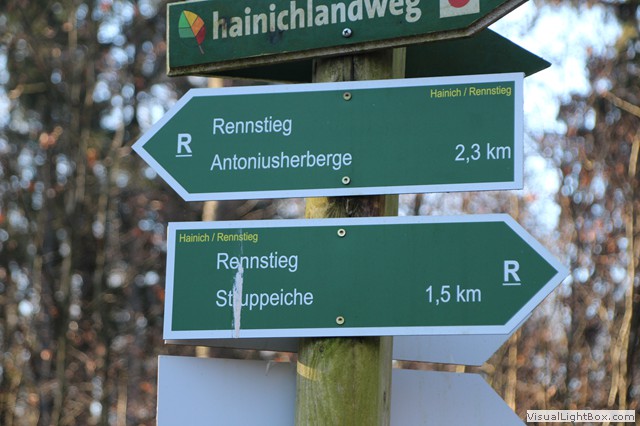 hainichlandweg
Hainich / Rennstieg
R
Rennstieg
Antoniusherberge 2,3 km
Hainich / Rennstieg
Rennstieg
R
Struppeiche 1,5 km
VisualLightBox.com